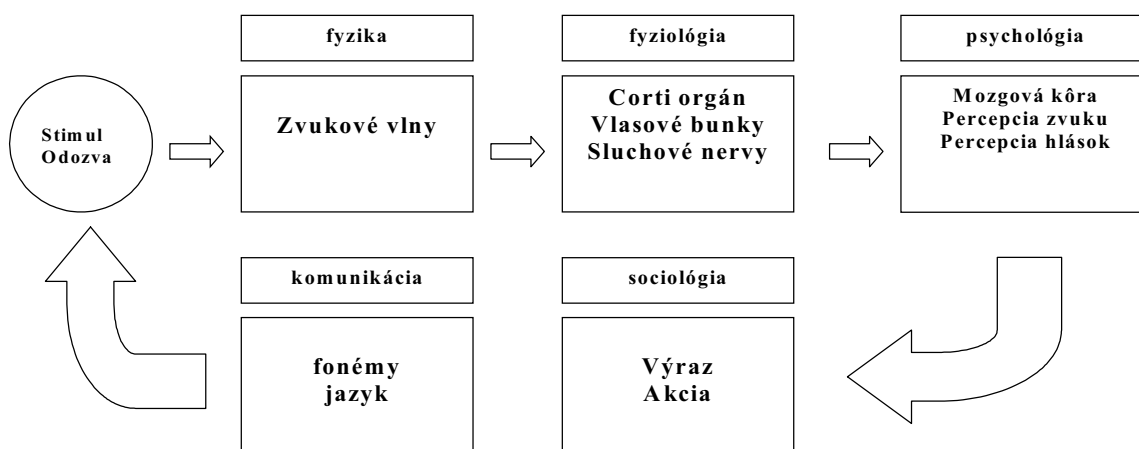 fyzika
fyziológia
psychológia
Stimul
Odozva
Zvukové vlny
Corti orgán
Vlasové bunky
Sluchové nervy
Mozgová kôra
Percepcia zvuku
Percepcia hlások
komunikácia
sociológia
fonémy
jazyk
Výraz
Akcia